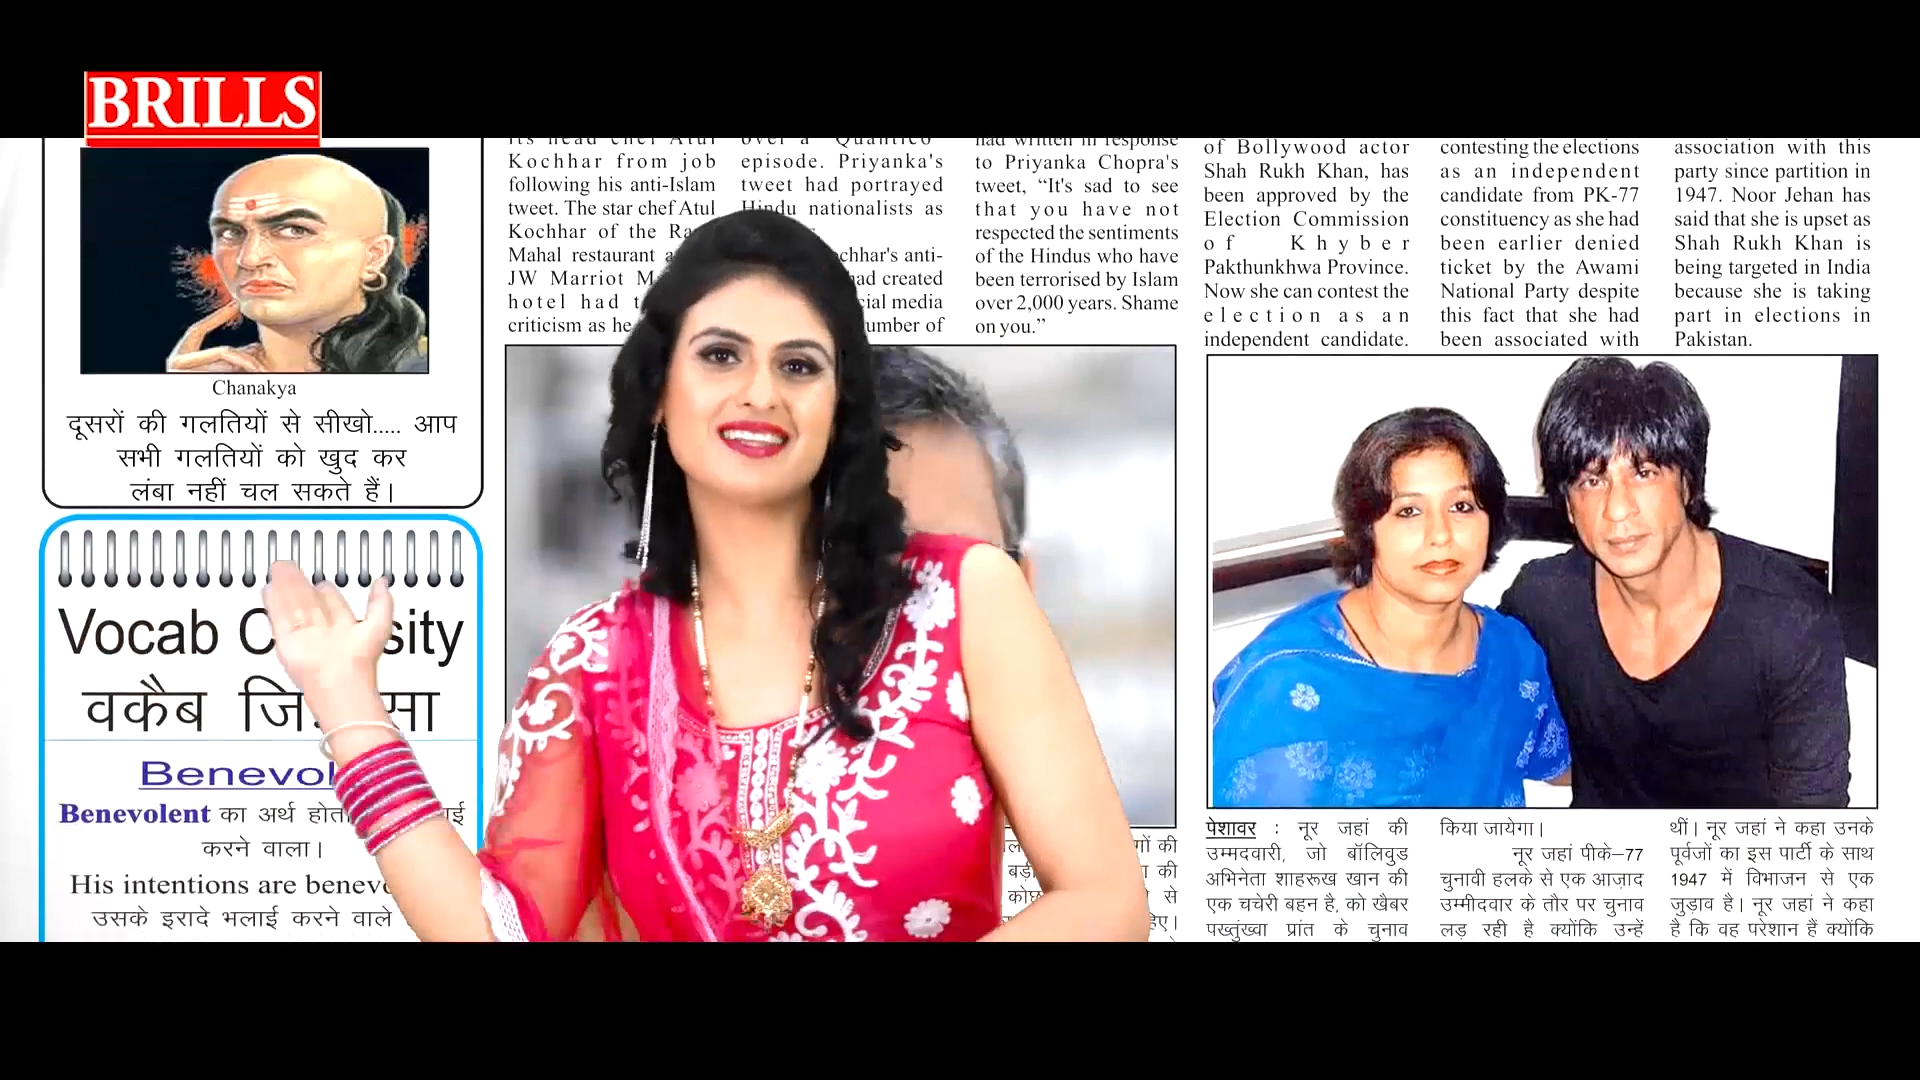 BRILLS
Chanakya
दूसरों की गलतियों से सीखो..... आप
सभी गलतियों को खुद कर
लंबा नहीं चल सकते हैं।
Vocab
वकैब
Benevolent का अर्थ
करने वाला।
His intentions are
उसके इरादे भलाई करने वाले
its head chef Atul
Kochhar from job
following his anti-Islam
tweet. The star chef Atul
Kochhar of the
Mahal restaurant
JW Marriot
hotel had
criticism as he
over a Quantico
episode. Priyanka's
tweet had portrayed
Hindu nationalists as
anti-
had created
media
of
had written in response
to Priyanka Chopra's
tweet, “It's sad to see
that you have not
respected the sentiments
of the Hindus who have
been terrorised by Islam
over 2,000 years. Shame
on you.”
गों की
की
से
of Bollywood actor
Shah Rukh Khan, has
been approved by the
Election Commission
of Khyber
Pakthunkhwa Province.
Now she can contest the
election as an
independent candidate.
contesting the elections
as an independent
candidate from PK-77
constituency as she had
been earlier denied
ticket by the Awami
National Party despite
this fact that she had
been associated with
association with this
party since partition in
1947. Noor Jehan has
said that she is upset as
Shah Rukh Khan is
being targeted in India
because she is taking
part in elections in
Pakistan.
पेशावर : नूर जहां की
उम्मदवारी, जो बॉलिवुड
अभिनेता शाहरूख खान की
एक चचेरी बहन है, को खैबर
पख्तुंख्वा प्रांत के चुनाव
किया जायेगा।
नूर जहां पीके–77
चुनावी हलके से एक आज़ाद
उम्मीदवार के तौर पर चुनाव
लड़ रही है क्योंकि उन्हें
थीं। नूर जहां ने कहा उनके
पूर्वजों का इस पार्टी के साथ
1947 में विभाजन से एक
जुड़ाव है। नूर जहां ने कहा
है कि वह परेशान हैं क्योंकि